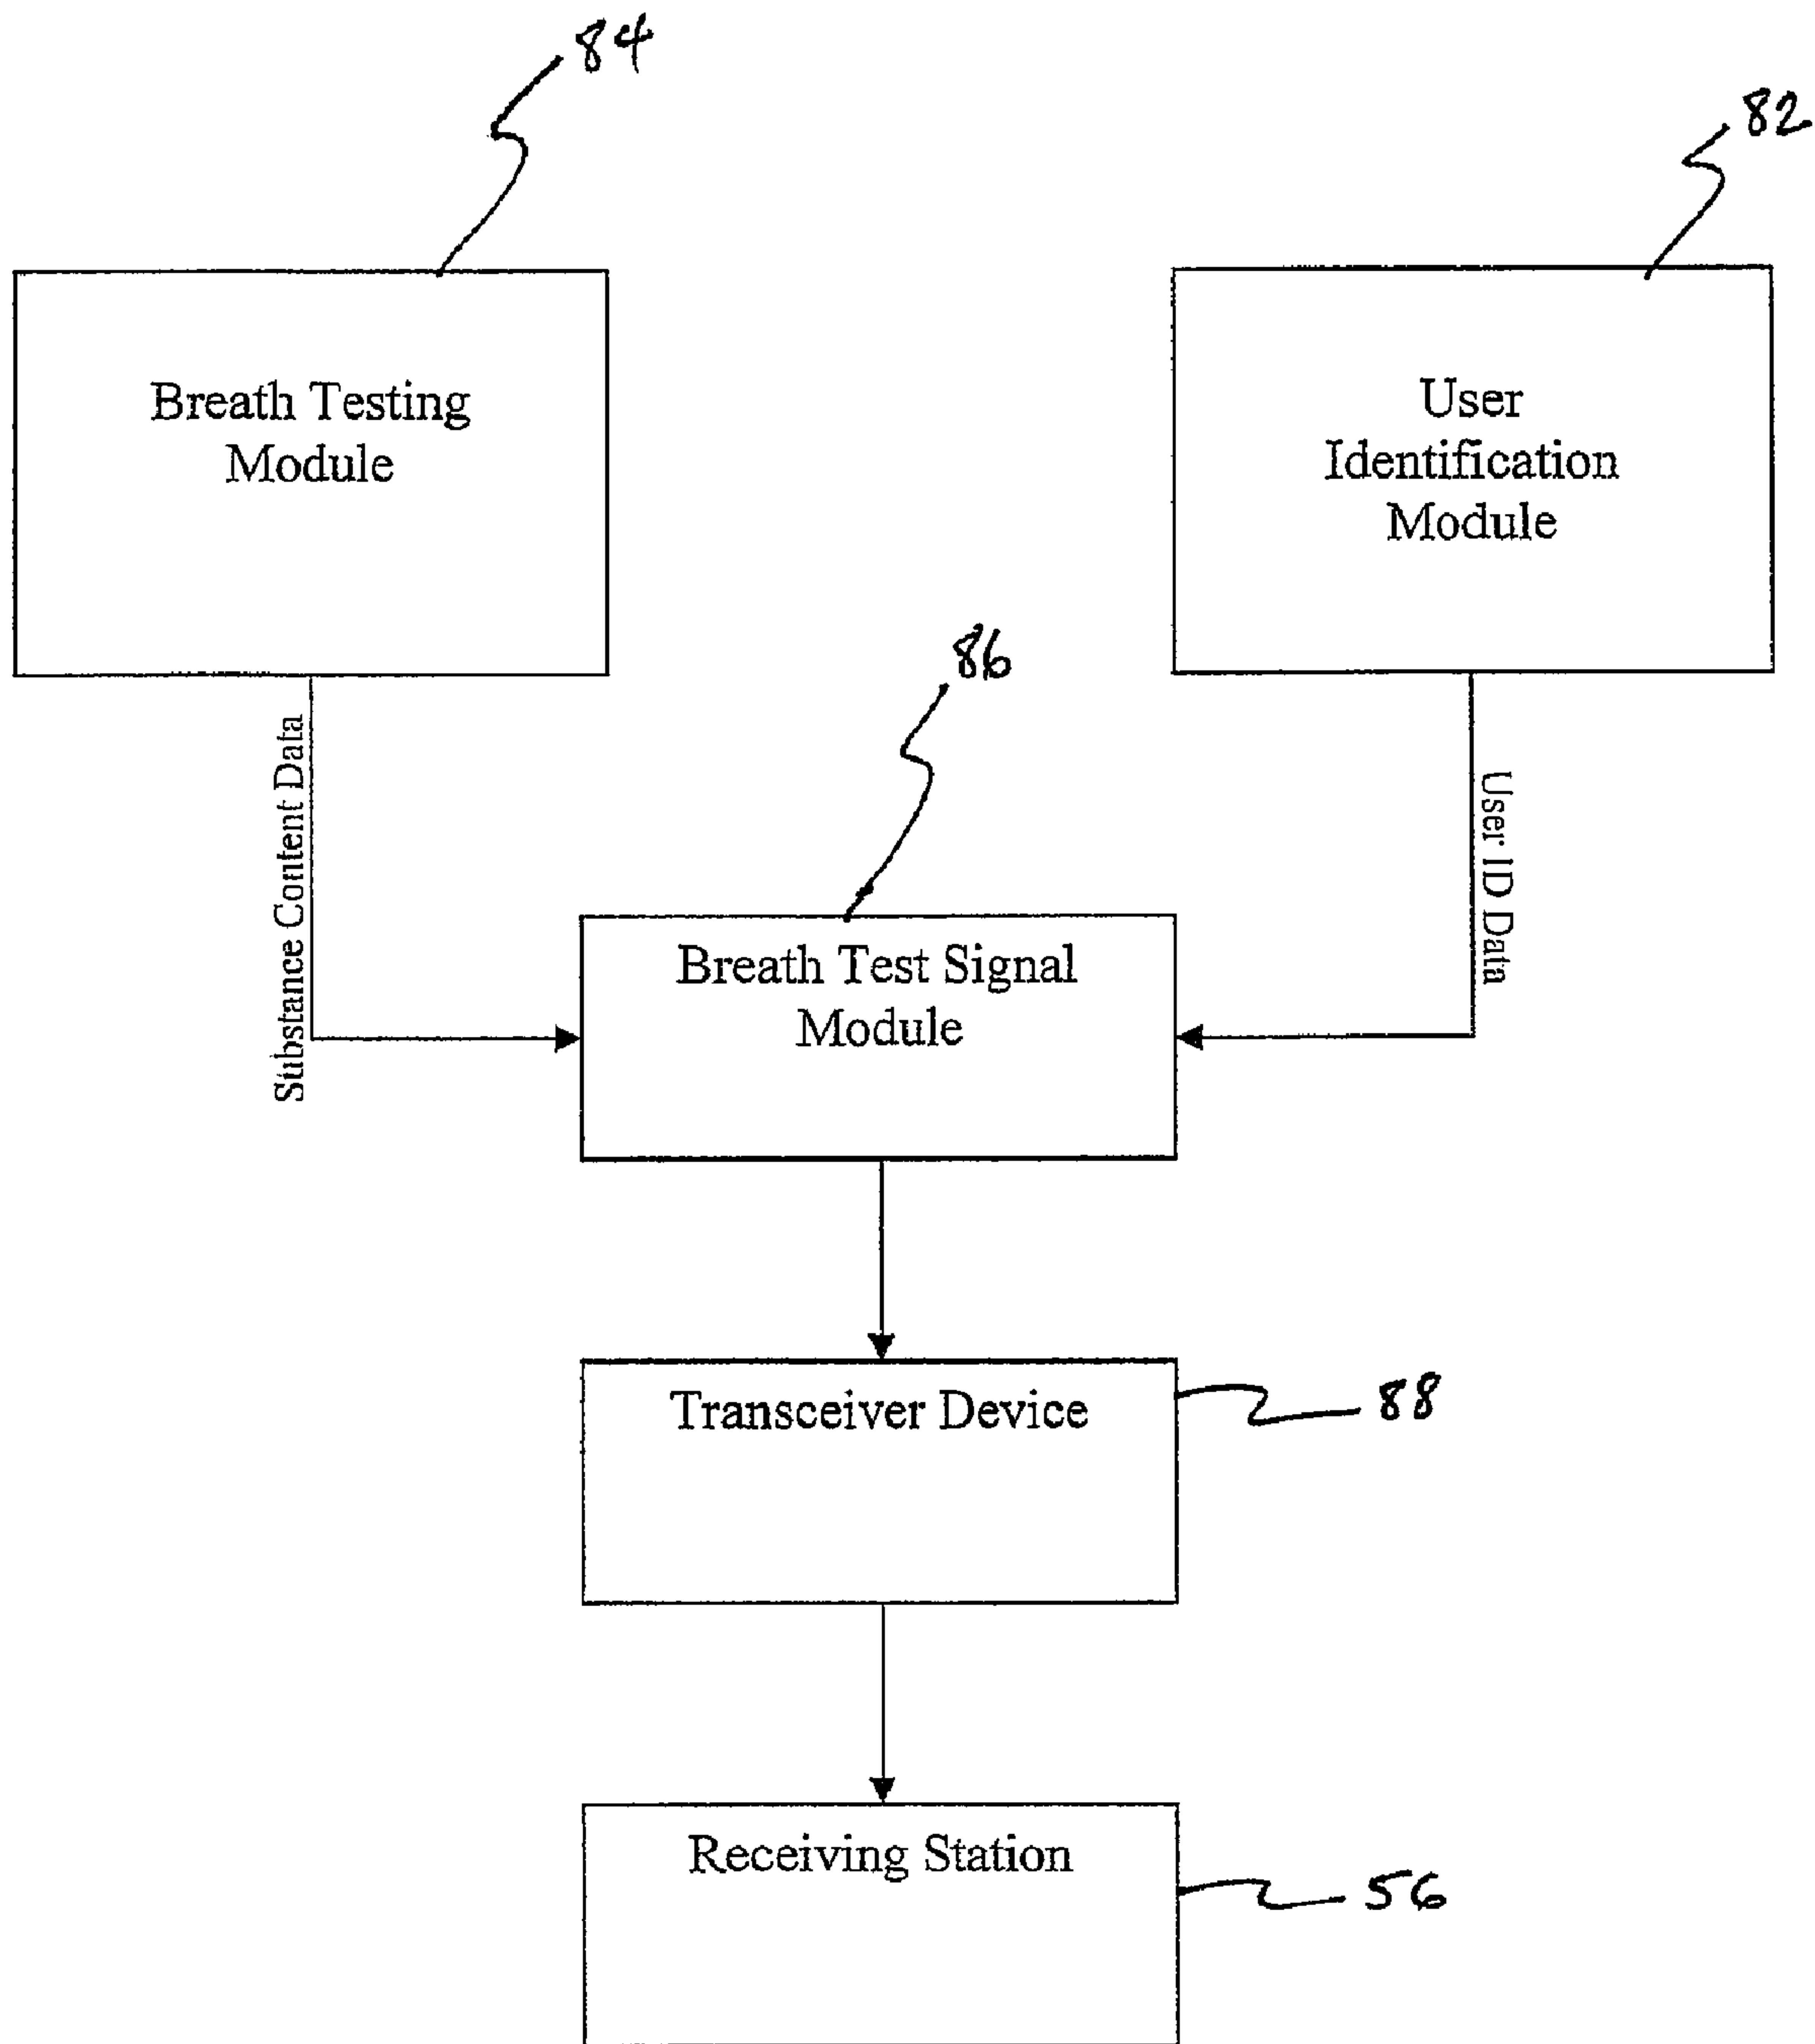 84
82
Breath Testing
Module
User
Identification
Module
86
Substance Content Data
User ID Data
Breath Test Signal
Module
Transceiver Device
88
Receiving Station
56